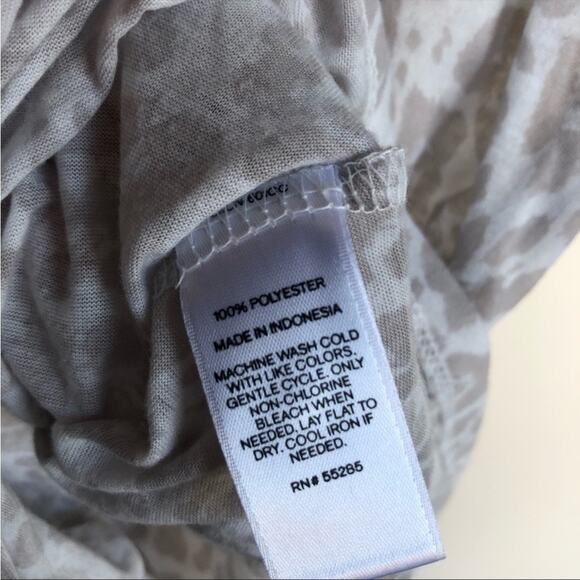 100% POLYESTER
MADE IN INDONESIA
MACHINE WASH COLD
WITH LIKE COLORS.
GENTLE CYCLE. ONLY
NON-CHLORINE
BLEACH WHEN
NEEDED. LAY FLAT TO
DRY. COOL IRON IF
NEEDED.
RN# 55285